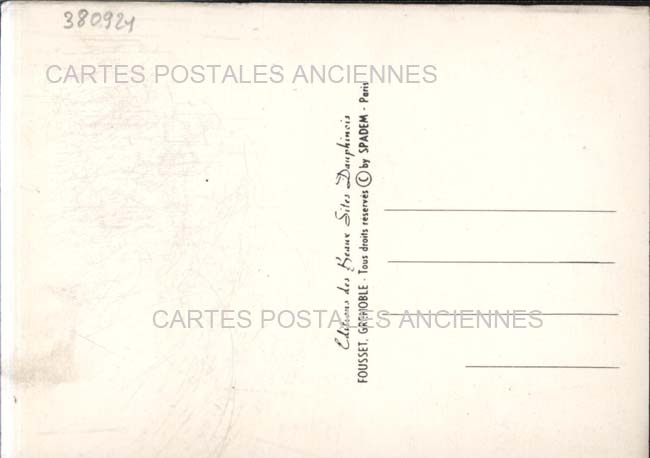 380921
CARTES POSTALES ANCIENNES
Editions des Beaux Sites Dauphinois
FOUSSET, GRENOBLE - Tous droits réservés © by SPADEM - Paris
CARTES POSTALES ANCIENNES